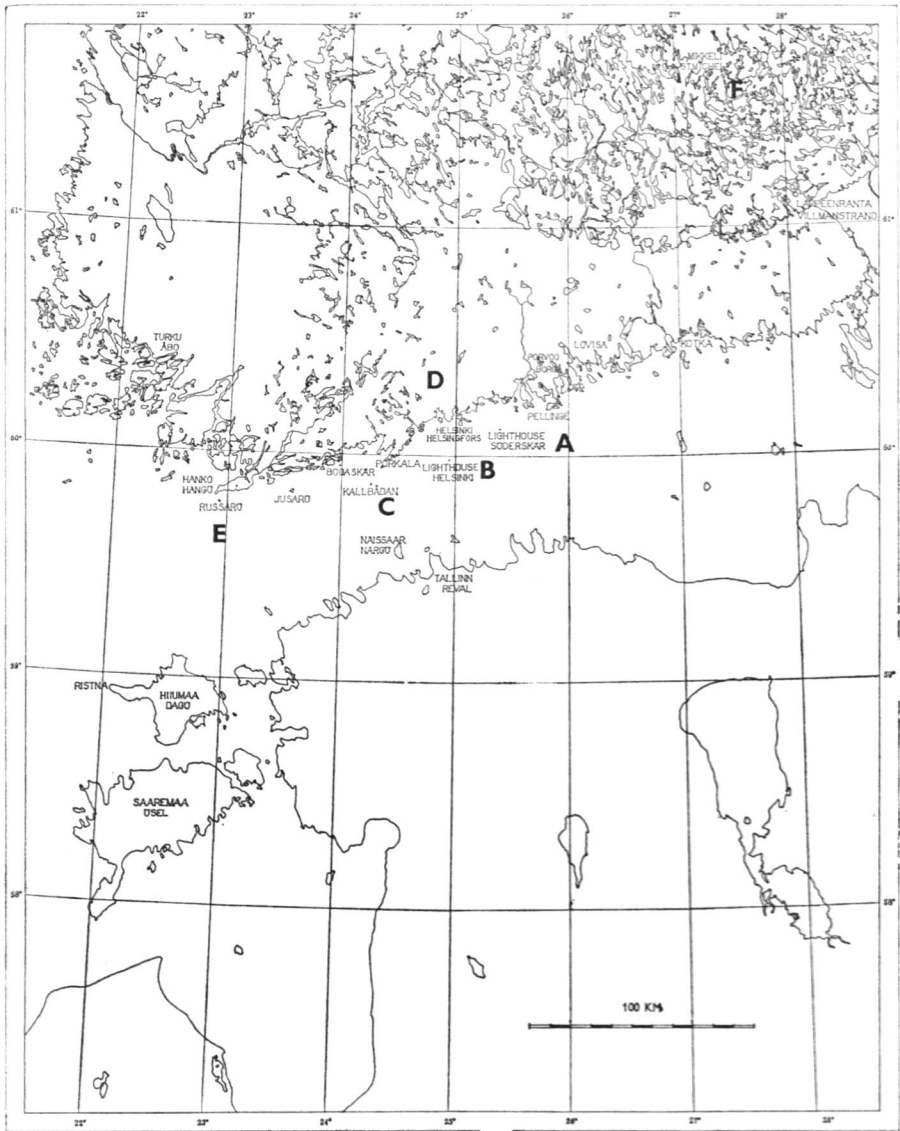 22° 23° 24° 25° 26° 27° 28°
MIKKELI
F
LAPPEENRANTA
VILLMANSTRAND
61° 61°
TURKU
ÅBO
LOVISA
KOTKA
PORVOO
BORGÅ
D
PELLINGE
HELSINKI
HELSINGFORS
LIGHTHOUSE
SÖDERSKÄR
A
60° 60°
PORKALA
LIGHTHOUSE
HELSINKI
B
BOGASKÄR
HANKO
HANGÖ
KALLBÅDAN
JUSARÖ
RUSSARÖ
C
E
NAISSAAR
NARGÖ
TALLINN
REVAL
59° 59°
RISTNA
HIIUMAA
DAGÖ
SAAREMAA
ÖSEL
58° 58°
100 KM
22° 23° 24° 25° 26° 27° 28°